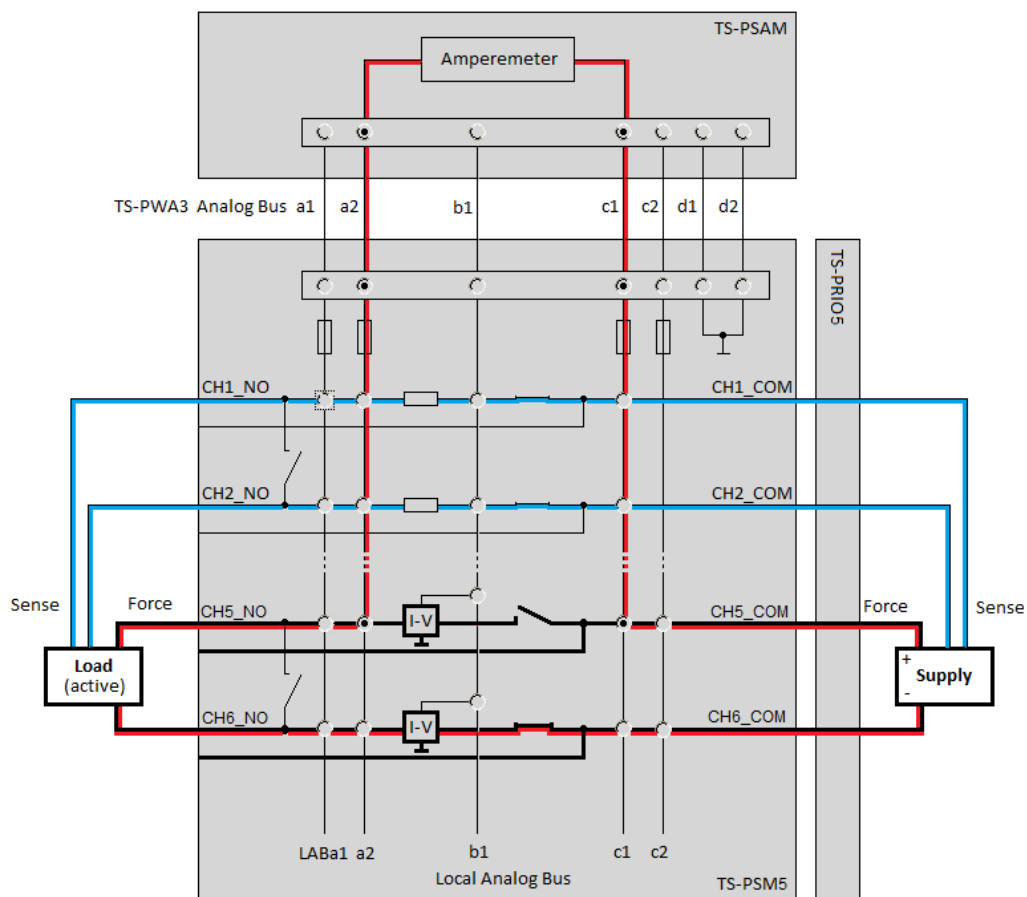 TS-PSAM
Amperemeter
TS-PWA3 Analog Bus a1 a2 b1 c1 c2 d1 d2
TS-PRIO5
CH1_NO CH1_COM
CH2_NO CH2_COM
Sense Force CH5_NO I-V CH5_COM Force Sense
Load
(active)
+
Supply
-
CH6_NO I-V CH6_COM
LABa1 a2 b1 c1 c2
Local Analog Bus
TS-PSM5